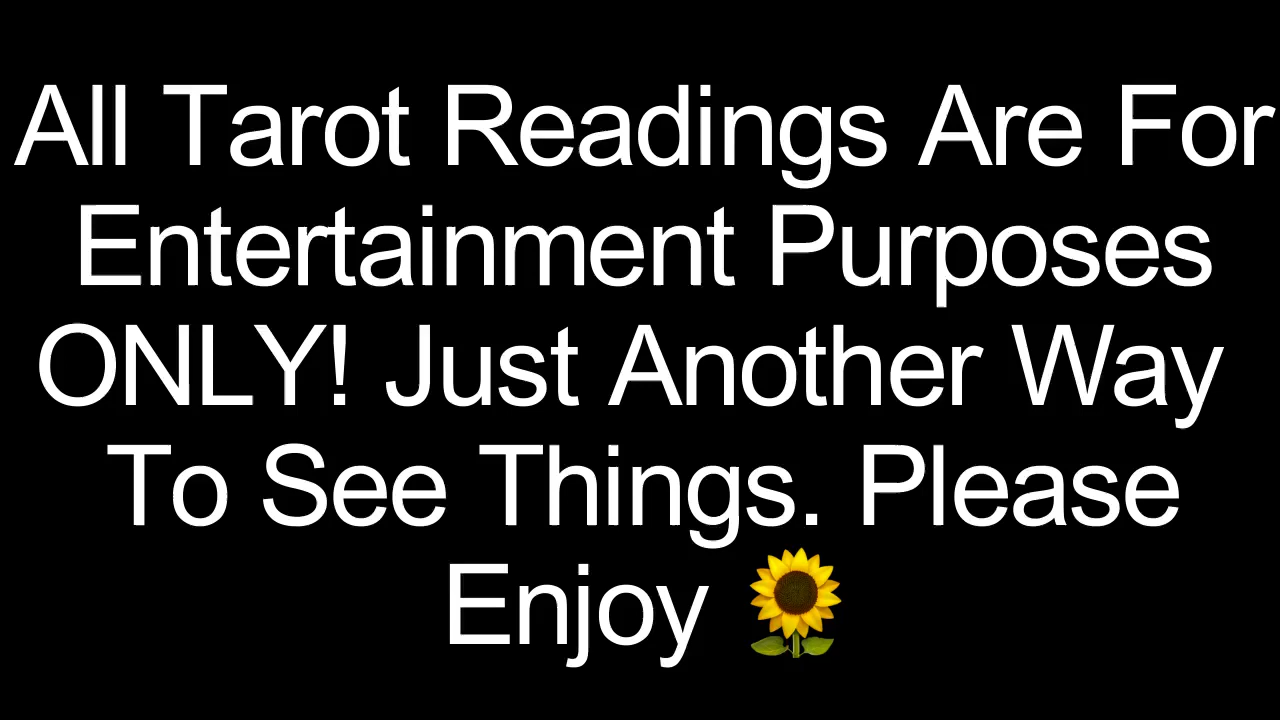 All Tarot Readings Are For
Entertainment Purposes
ONLY! Just Another Way
To See Things. Please
Enjoy 🌻